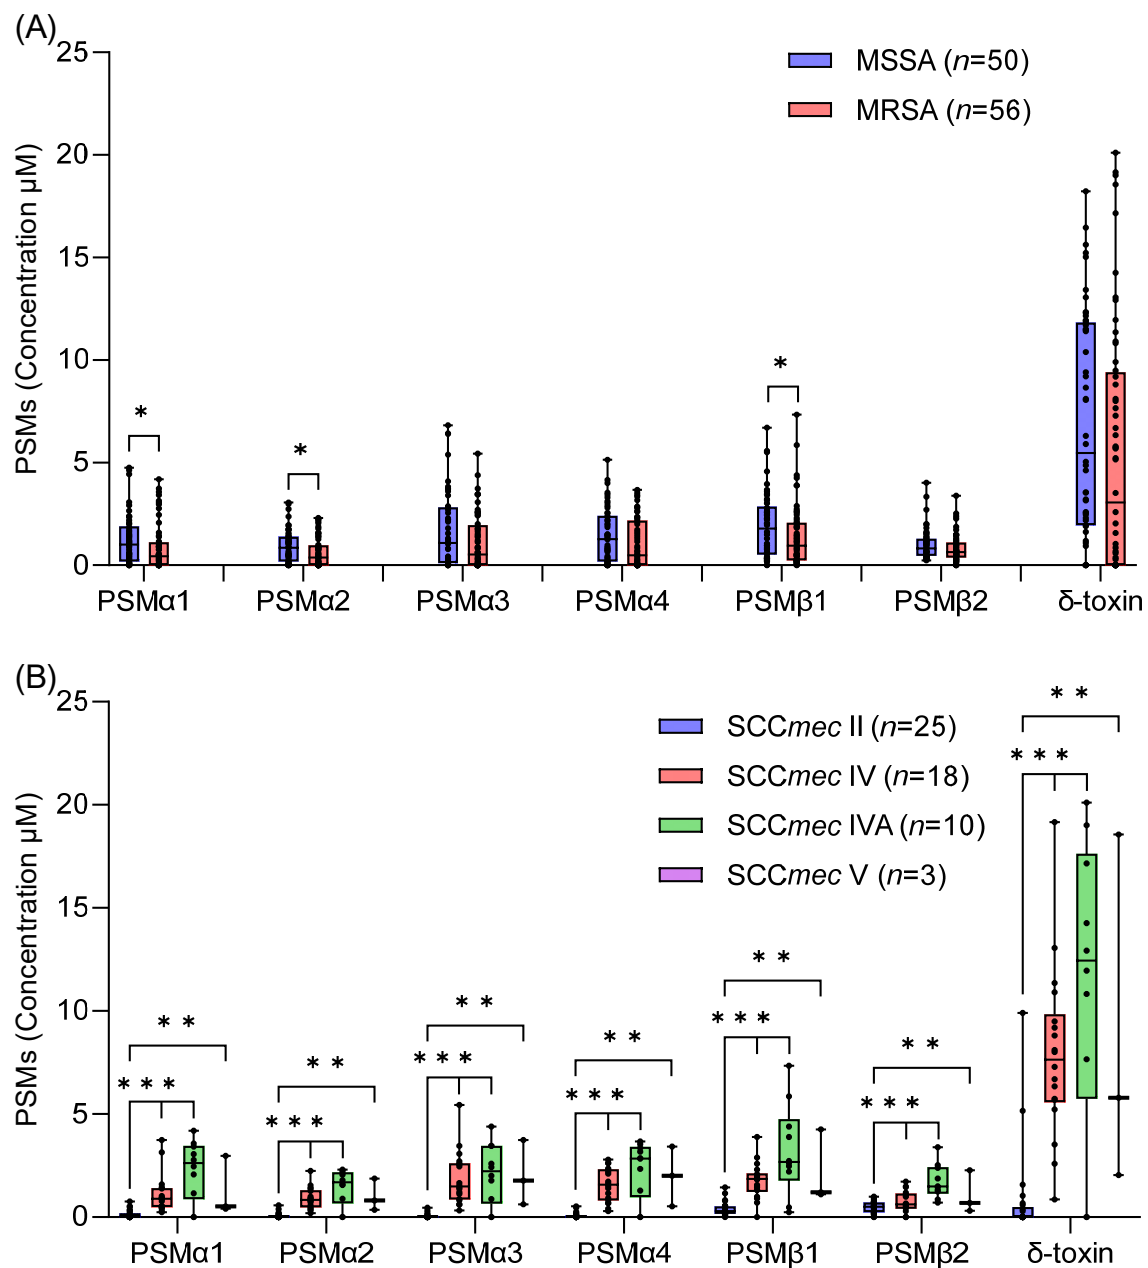 (A)
25
20
15
10
5
0
PSMs (Concentration μM)
MSSA (n=50)
MRSA (n=56)
*
*
*
PSMα1 PSMα2 PSMα3 PSMα4 PSMβ1 PSMβ2 δ-toxin
(B)
25
20
15
10
5
0
PSMs (Concentration μM)
SCCmec II (n=25)
SCCmec IV (n=18)
SCCmec IVA (n=10)
SCCmec V (n=3)
* *
* * *
* *
* * *
* *
* * *
* *
* * *
* *
* * *
* *
* * *
* *
* * *
PSMα1 PSMα2 PSMα3 PSMα4 PSMβ1 PSMβ2 δ-toxin